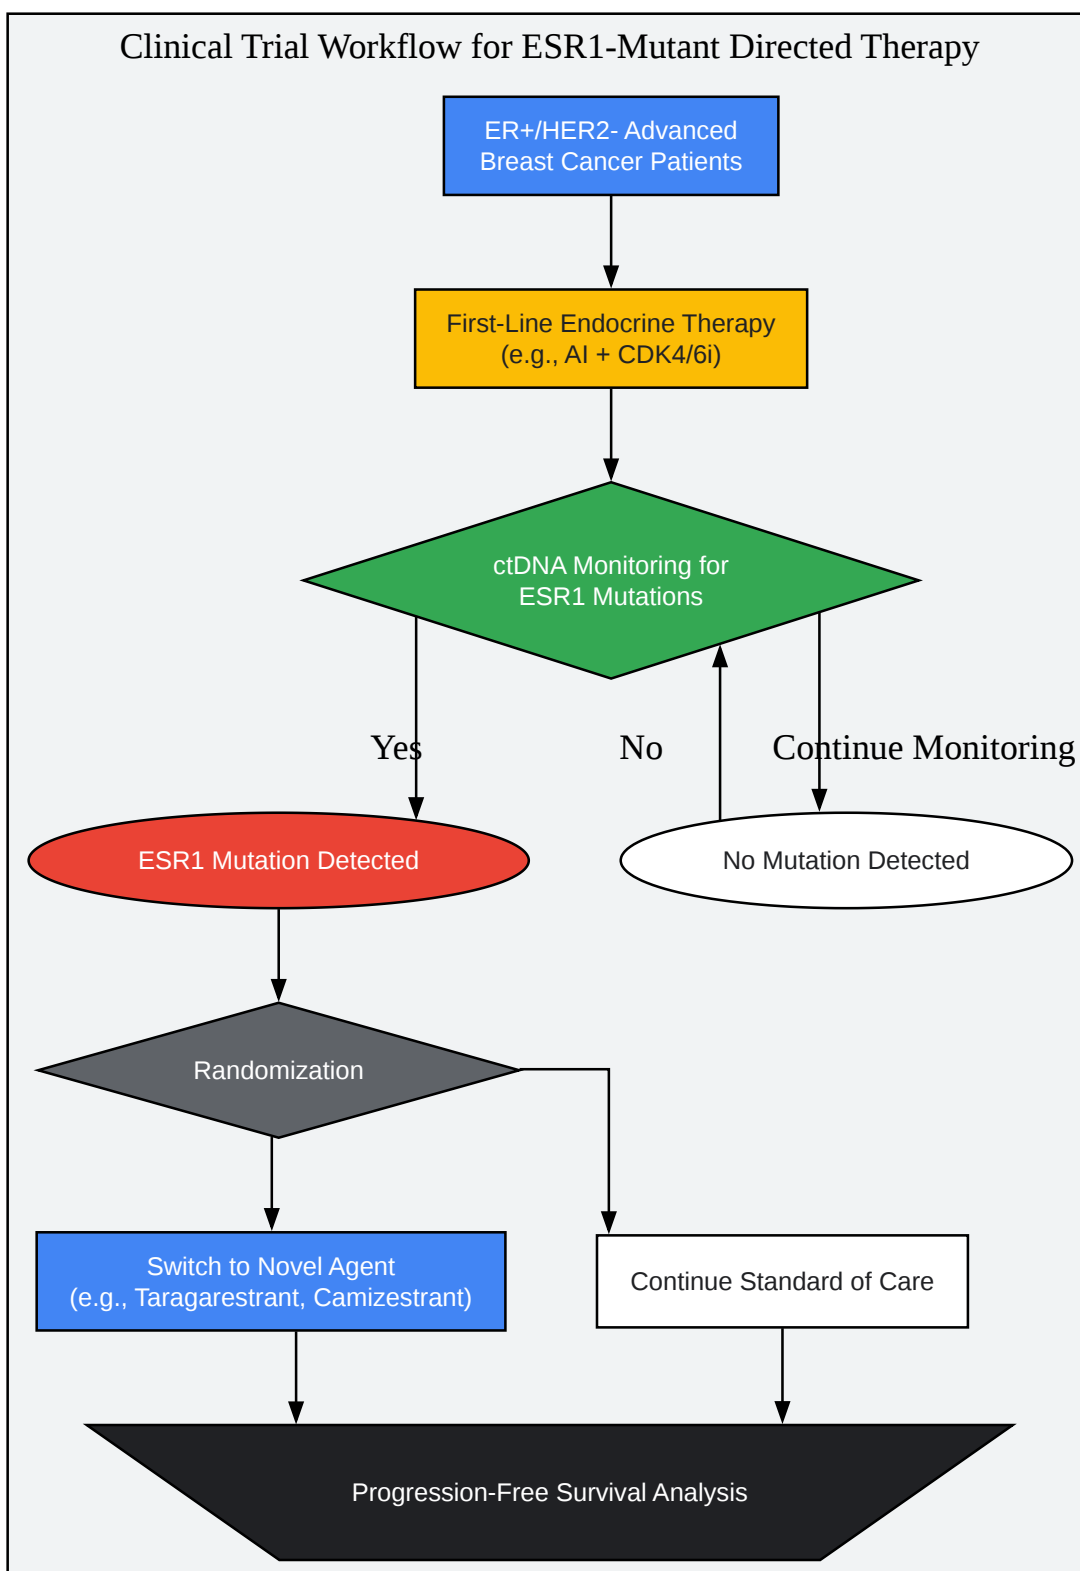 Clinical Trial Workflow for ESR1-Mutant Directed Therapy
ER+/HER2- Advanced
Breast Cancer Patients
First-Line Endocrine Therapy
(e.g., AI + CDK4/6i)
ctDNA Monitoring for
ESR1 Mutations
Yes
No
Continue Monitoring
ESR1 Mutation Detected
No Mutation Detected
Randomization
Switch to Novel Agent
(e.g., Taragarestrant, Camizestrant)
Continue Standard of Care
Progression-Free Survival Analysis